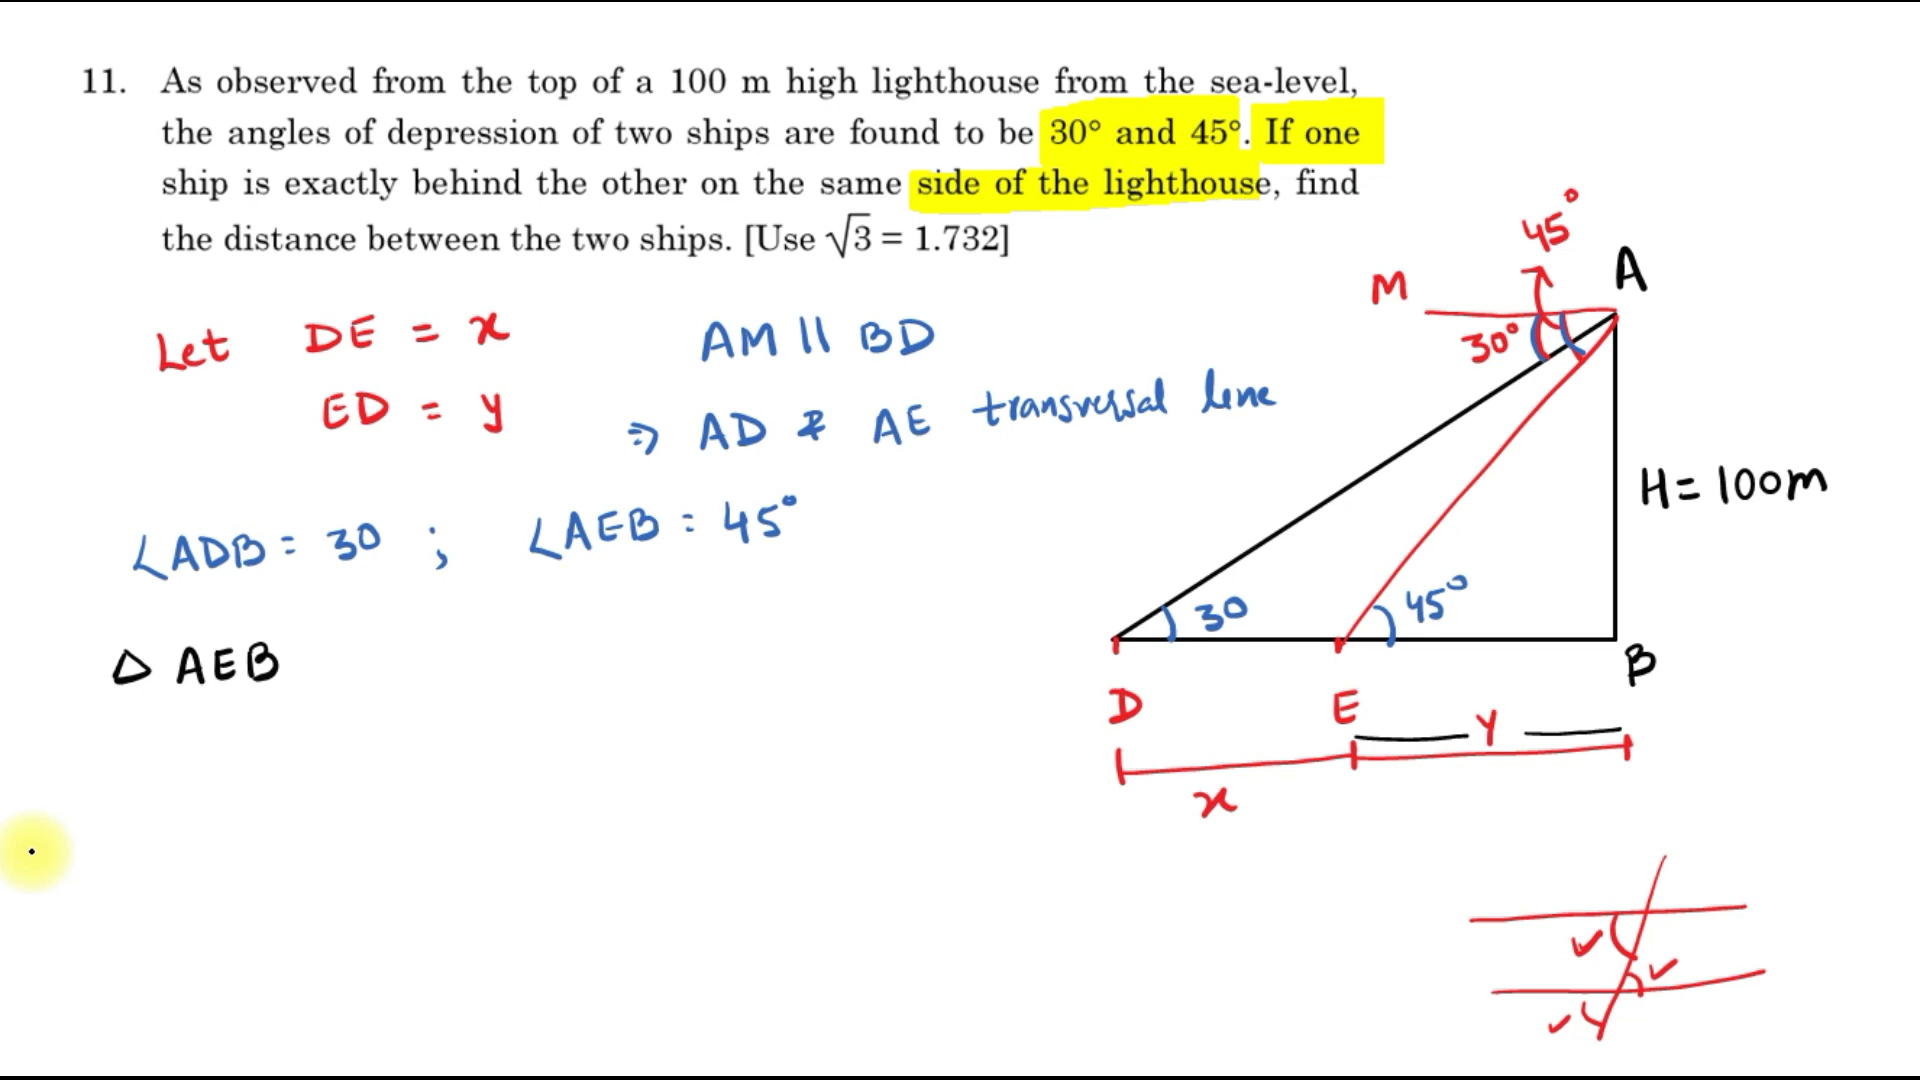 11. As observed from the top of a 100 m high lighthouse from the sea-level,
the angles of depression of two ships are found to be 30° and 45°. If one
ship is exactly behind the other on the same side of the lighthouse, find
the distance between the two ships. [Use √3 = 1.732]
Let DE = x
ED = y
AM || BD
⇒ AD & AE transversal line
∠ADB = 30 ; ∠AEB = 45°
△ AEB
45°
M
A
30°
H = 100m
30
45°
B
D
E
y
x